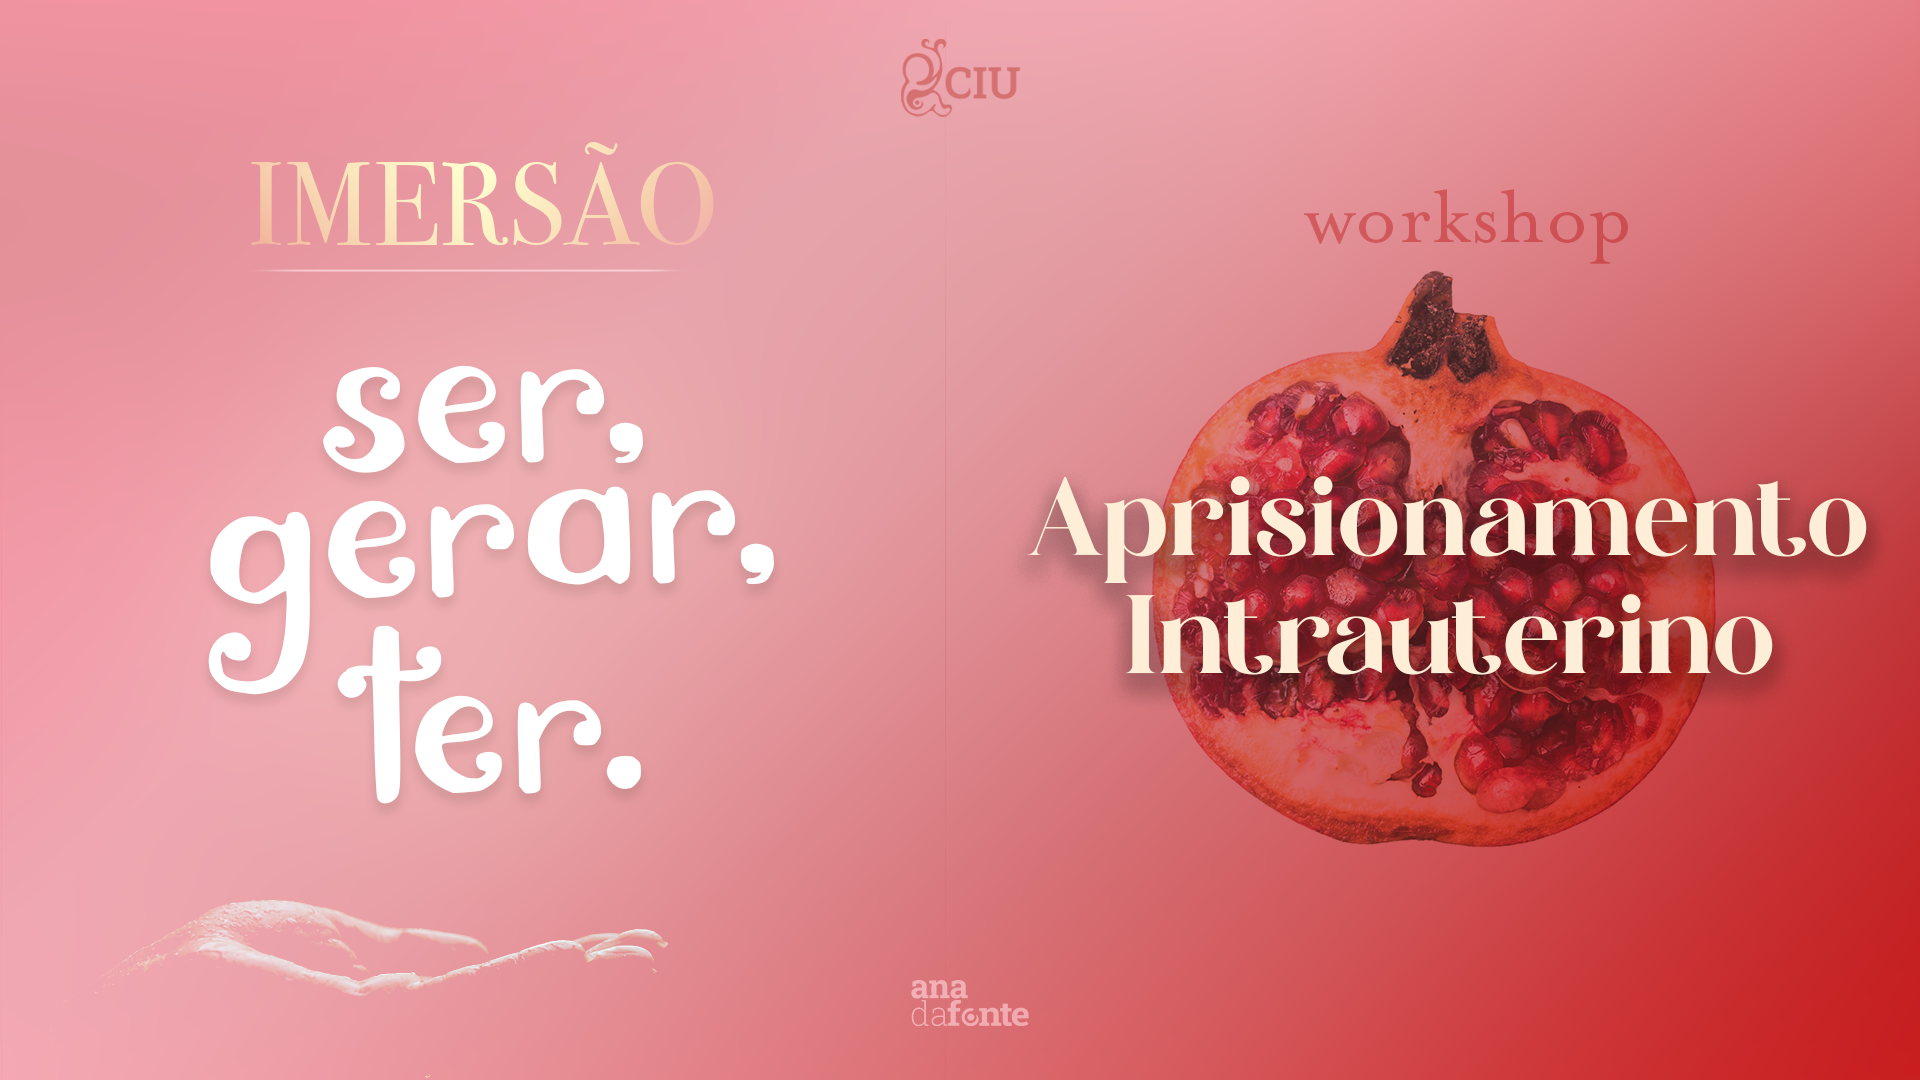 CIU
IMERSÃO
ser,
gerar,
ter.
workshop
Aprisionamento
Intrauterino
ana
dafonte